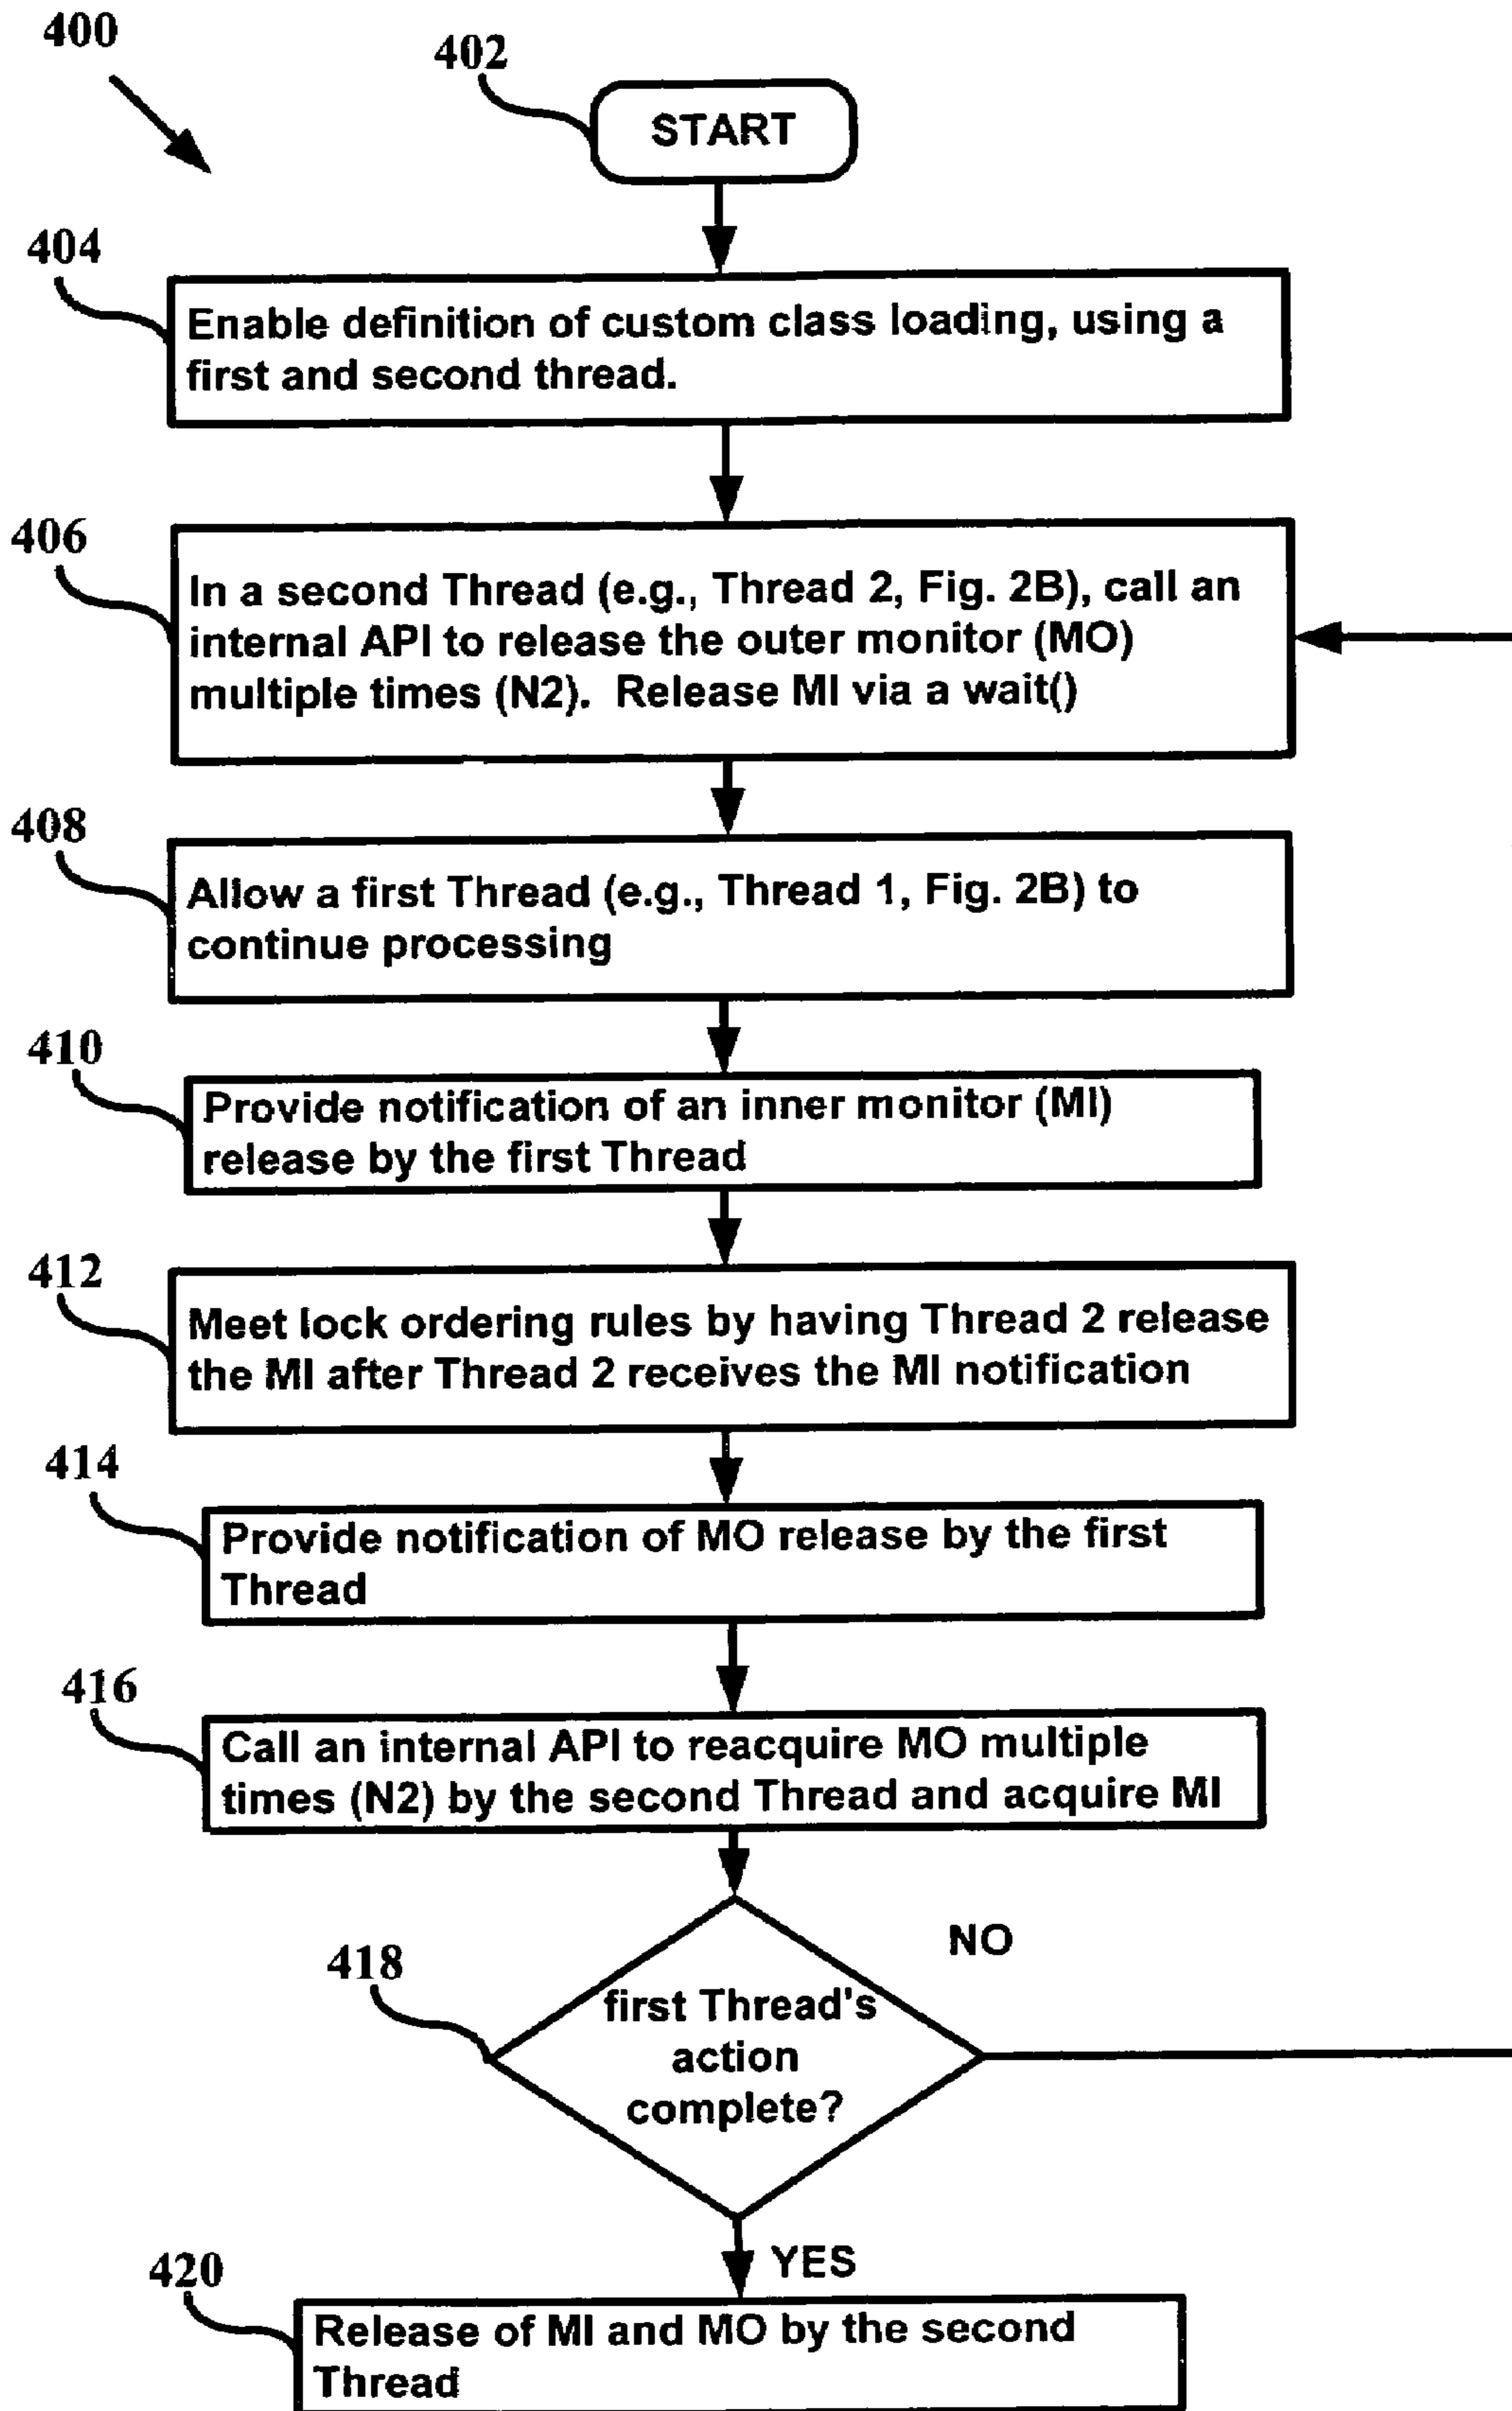 400
402
START
404
Enable definition of custom class loading, using a
first and second thread.
406
In a second Thread (e.g., Thread 2, Fig. 2B), call an
internal API to release the outer monitor (MO)
multiple times (N2).  Release MI via a wait()
408
Allow a first Thread (e.g., Thread 1, Fig. 2B) to
continue processing
410
Provide notification of an inner monitor (MI)
release by the first Thread
412
Meet lock ordering rules by having Thread 2 release
the MI after Thread 2 receives the MI notification
414
Provide notification of MO release by the first
Thread
416
Call an internal API to reacquire MO multiple
times (N2) by the second Thread and acquire MI
NO
418
first Thread's
action
complete?
YES
420
Release of MI and MO by the second
Thread